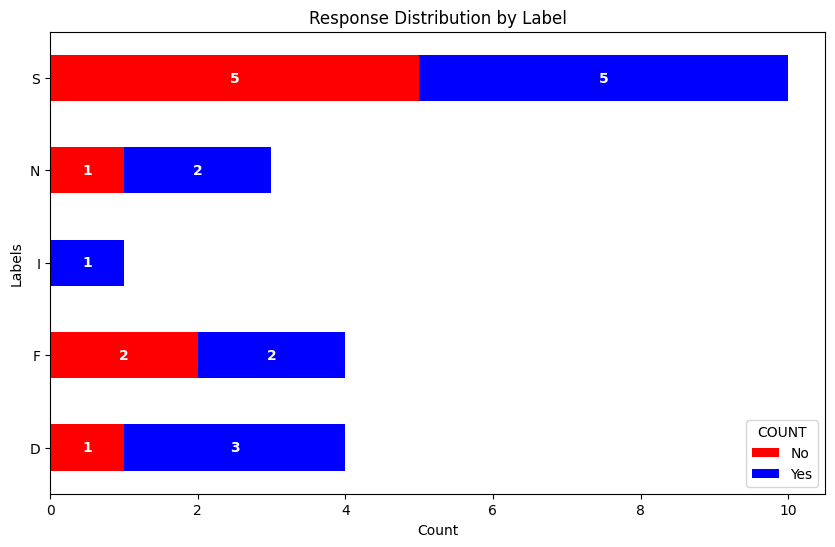 Response Distribution by Label
S
5 5
N
1 2
I
1
F
2 2
D
1 3
Labels
0 2 4 6 8 10
Count
COUNT
No
Yes